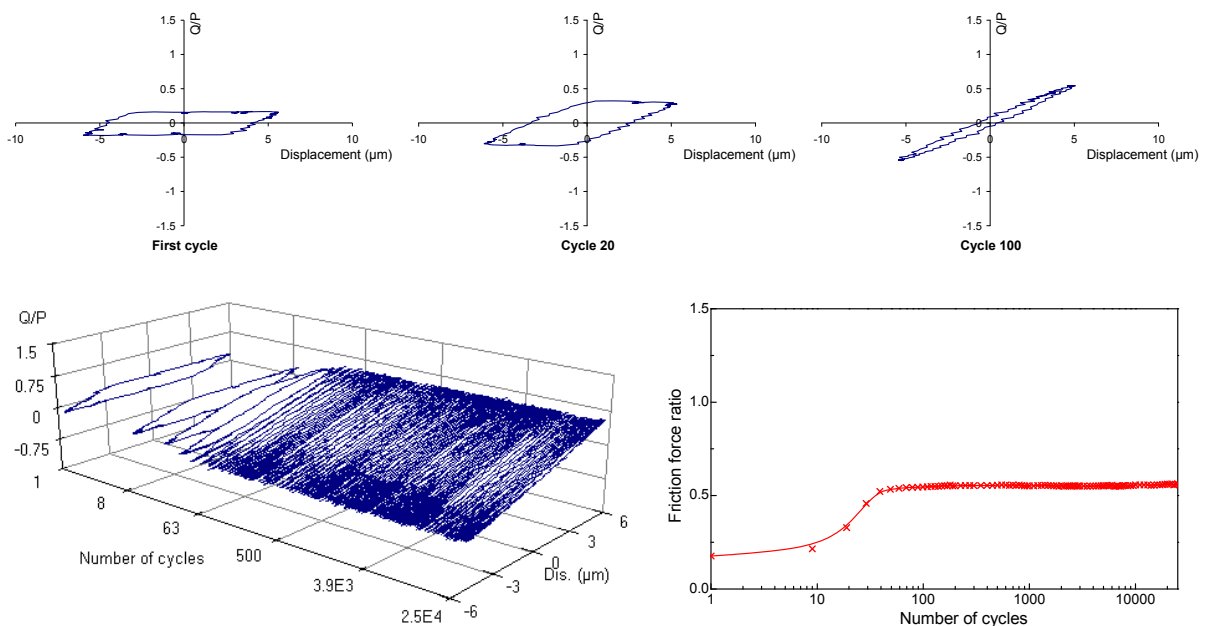 Q/P
1.5
1
0.5
0
-0.5
-1
-1.5
-10 -5 0 5 10
Displacement (µm)
First cycle
Q/P
1.5
1
0.5
0
-0.5
-1
-1.5
-10 -5 0 5 10
Displacement (µm)
Cycle 20
Q/P
1.5
1
0.5
0
-0.5
-1
-1.5
-10 -5 0 5 10
Displacement (µm)
Cycle 100
Q/P
1.5
0.75
0
-0.75
1
8
63
500
3.9E3
2.5E4
Number of cycles
-6
-3
0
3
6
Dis. (µm)
Friction force ratio
1.5
1.0
0.5
0.0
1 10 100 1000 10000
Number of cycles